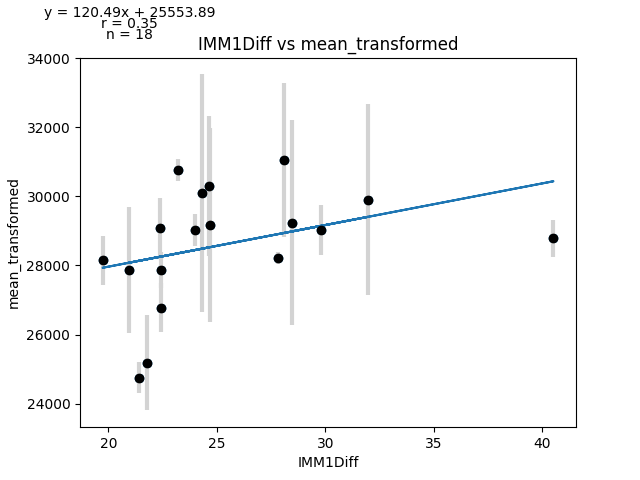 y = 120.49x + 25553.89
r = 0.35
n = 18
IMM1Diff vs mean_transformed
34000
32000
30000
28000
26000
24000
mean_transformed
20
25
30
35
40
IMM1Diff